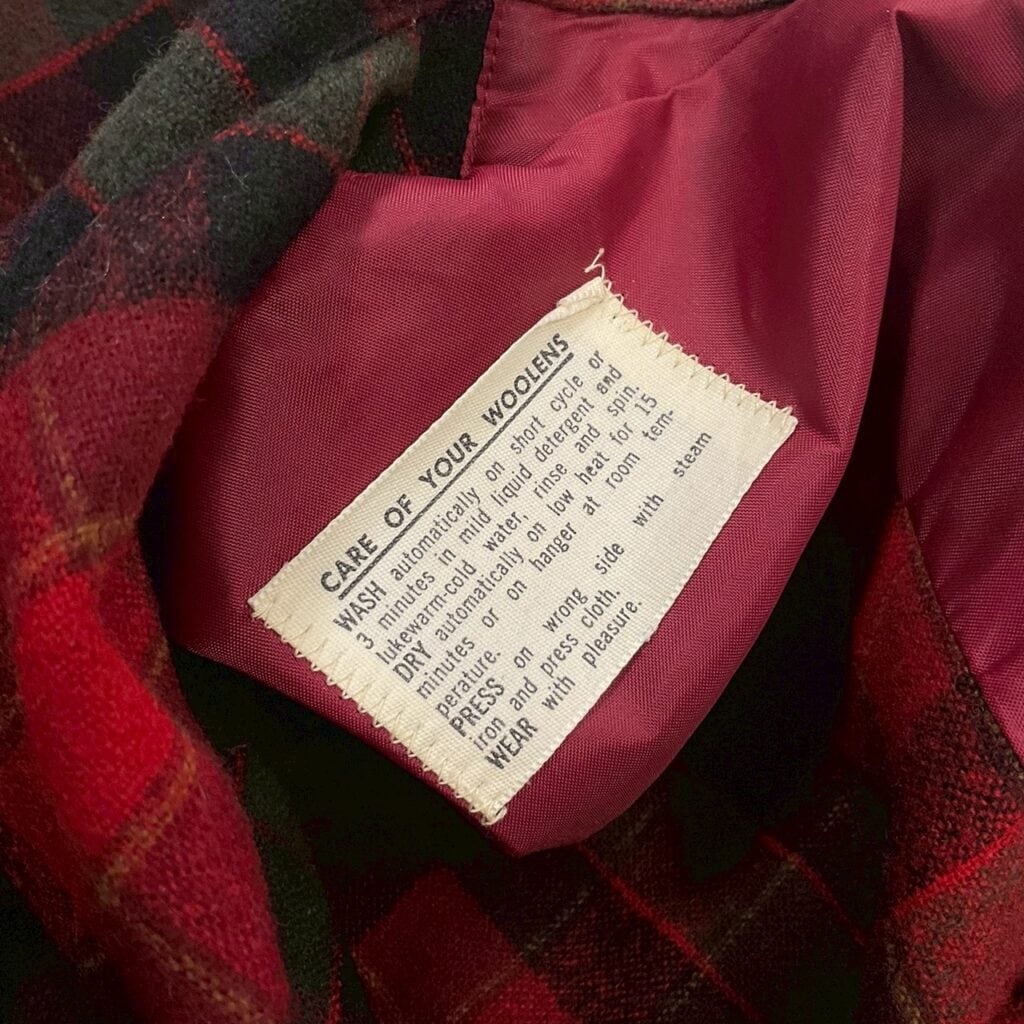 CARE OF YOUR WOOLENS
WASH automatically on short cycle or
3 minutes in mild liquid detergent and
lukewarm-cold water, rinse and spin.
DRY automatically on low heat for 15
minutes or on hanger at room tem-
perature.
PRESS on wrong side with steam
iron and press cloth.
WEAR with pleasure.